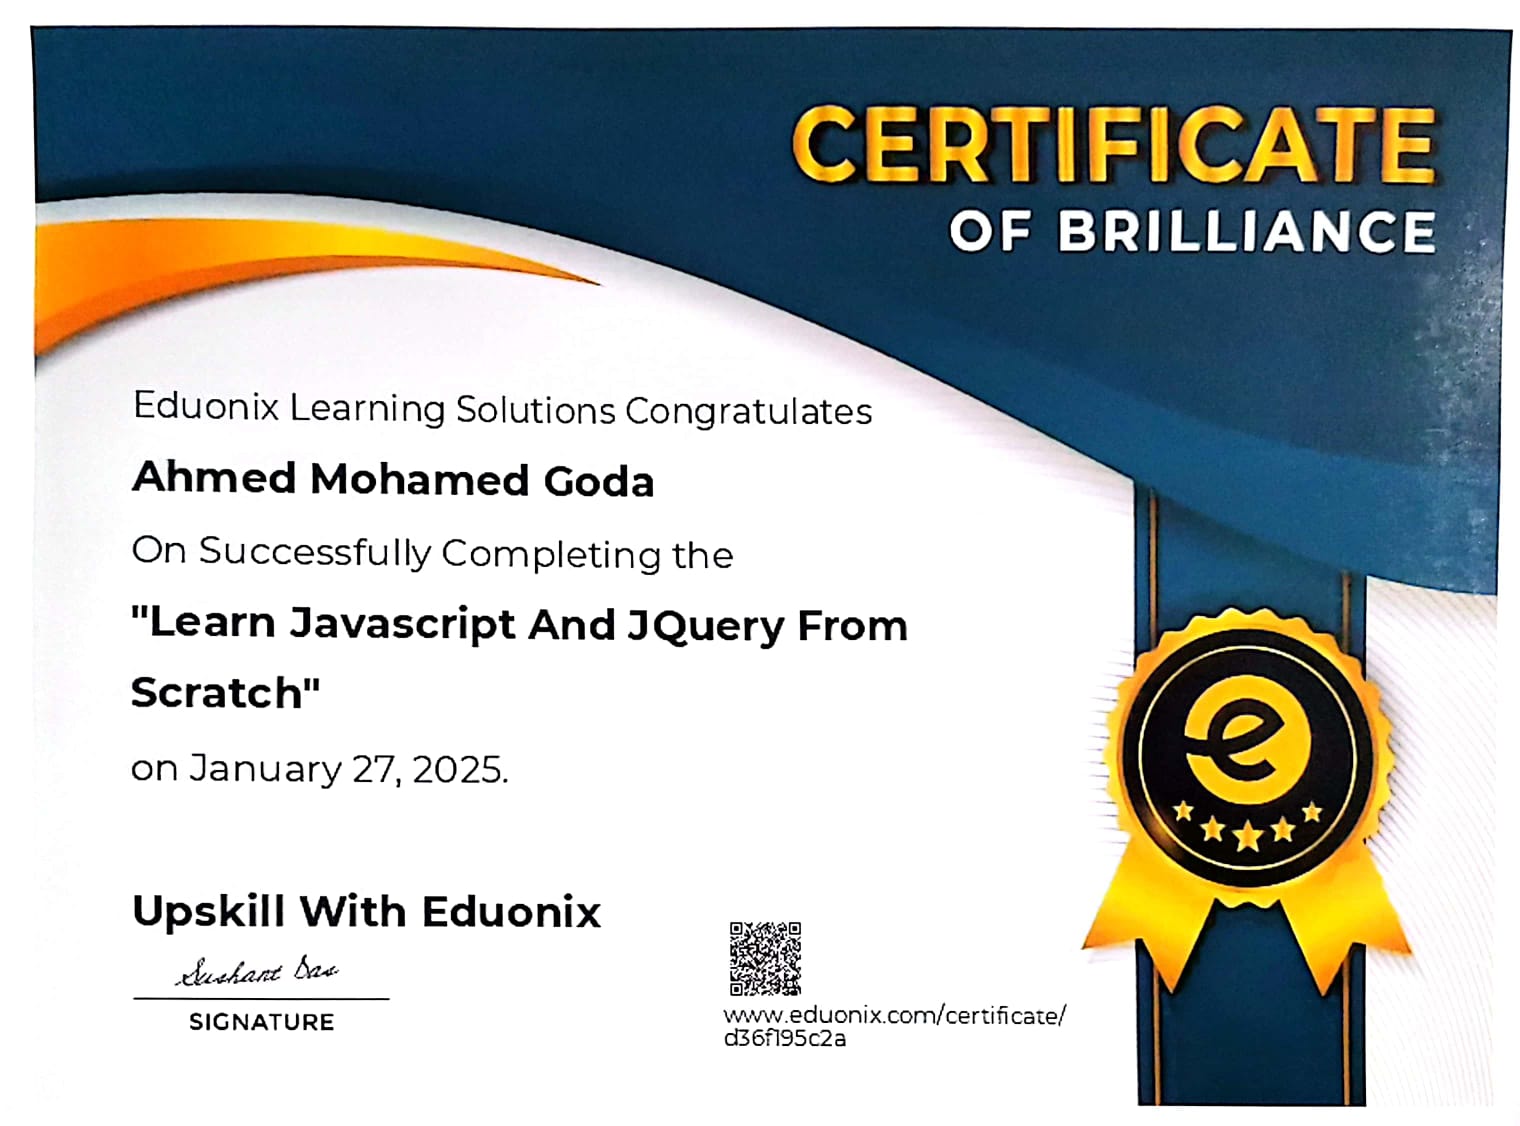 CERTIFICATE
OF BRILLIANCE
Eduonix Learning Solutions Congratulates
Ahmed Mohamed Goda
On Successfully Completing the
"Learn Javascript And JQuery From
Scratch"
on January 27, 2025.
Upskill With Eduonix
Sushant Das
SIGNATURE
www.eduonix.com/certificate/
d36f195c2a